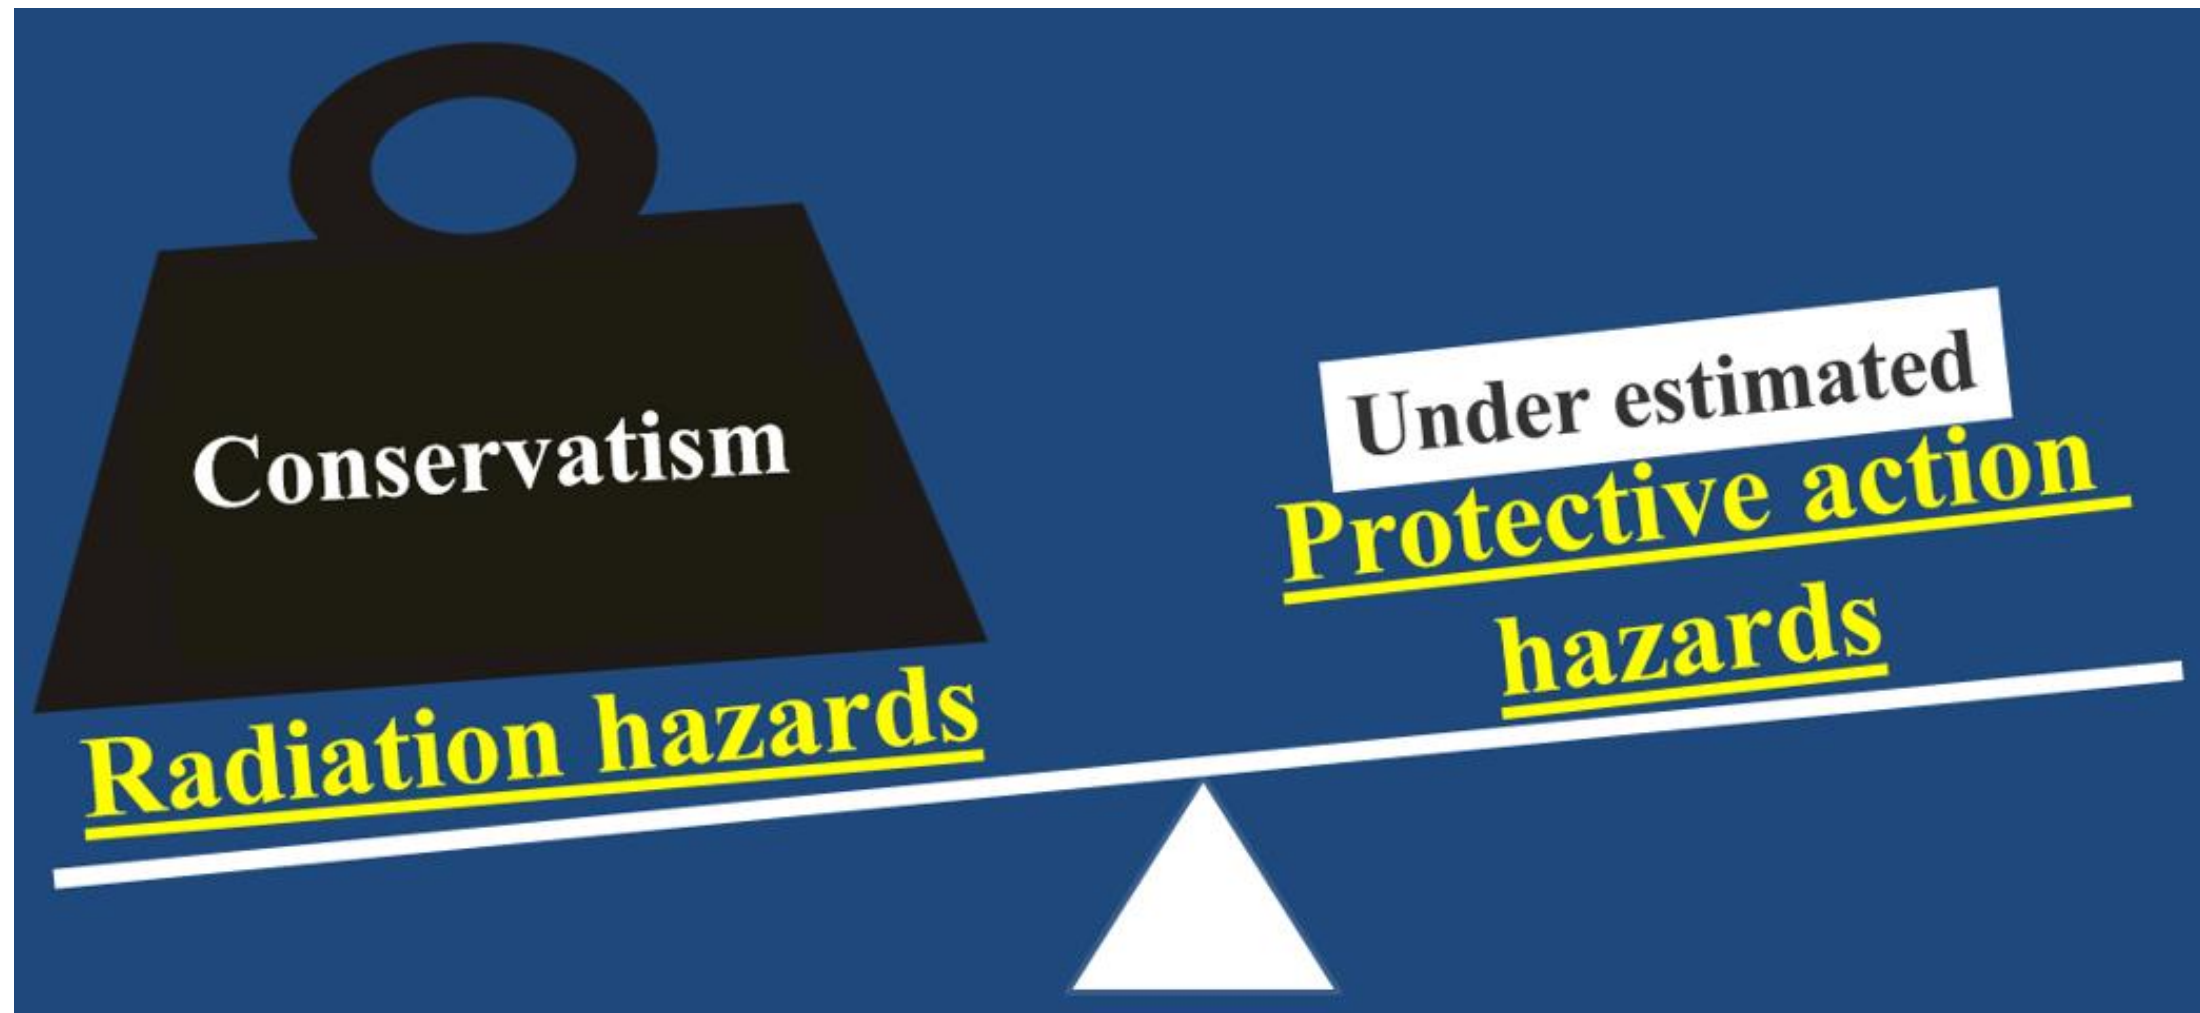 Conservatism
Radiation hazards
Under estimated
Protective action
hazards